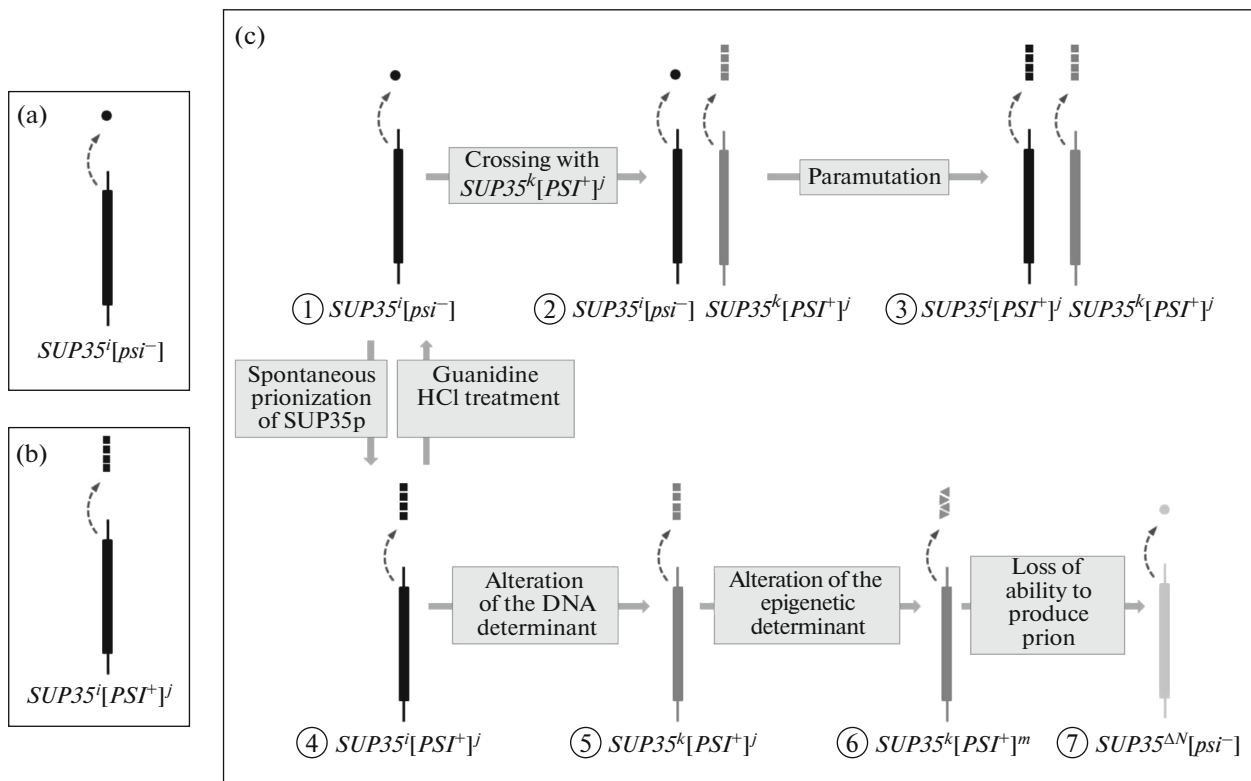 (a)
SUP35ⁱ[psi⁻]
(b)
SUP35ⁱ[PSI⁺]ʲ
(c)
Crossing with
SUP35ᵏ[PSI⁺]ʲ
Paramutation
① SUP35ⁱ[psi⁻]
② SUP35ⁱ[psi⁻] SUP35ᵏ[PSI⁺]ʲ
③ SUP35ⁱ[PSI⁺]ʲ SUP35ᵏ[PSI⁺]ʲ
Spontaneous
prionization
of SUP35p
Guanidine
HCl treatment
Alteration
of the DNA
determinant
Alteration of the
epigenetic
determinant
Loss of
ability to
produce
prion
④ SUP35ⁱ[PSI⁺]ʲ
⑤ SUP35ᵏ[PSI⁺]ʲ
⑥ SUP35ᵏ[PSI⁺]ᵐ
⑦ SUP35^ΔN[psi⁻]